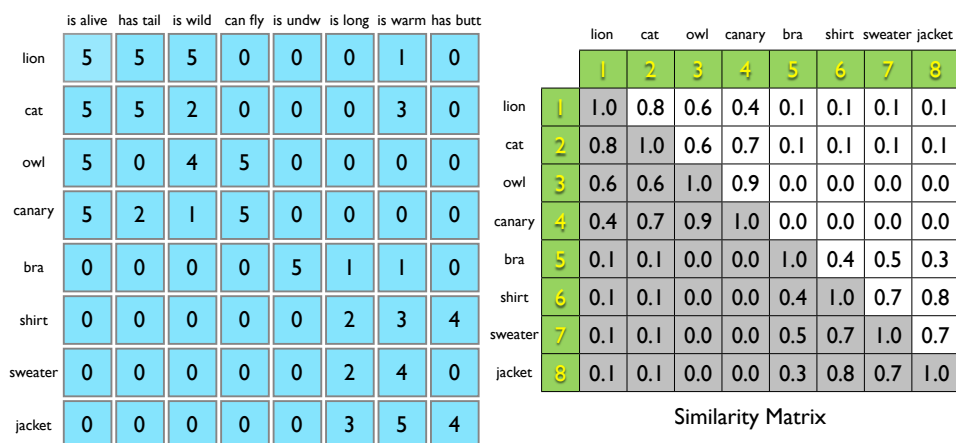 is alive has tail is wild can fly is undw is long is warm has butt
lion 5 5 5 0 0 0 1 0
cat 5 5 2 0 0 0 3 0
owl 5 0 4 5 0 0 0 0
canary 5 2 1 5 0 0 0 0
bra 0 0 0 0 5 1 1 0
shirt 0 0 0 0 0 2 3 4
sweater 0 0 0 0 0 2 4 0
jacket 0 0 0 0 0 3 5 4
lion cat owl canary bra shirt sweater jacket
1 2 3 4 5 6 7 8
lion 1 1.0 0.8 0.6 0.4 0.1 0.1 0.1 0.1
cat 2 0.8 1.0 0.6 0.7 0.1 0.1 0.1 0.1
owl 3 0.6 0.6 1.0 0.9 0.0 0.0 0.0 0.0
canary 4 0.4 0.7 0.9 1.0 0.0 0.0 0.0 0.0
bra 5 0.1 0.1 0.0 0.0 1.0 0.4 0.5 0.3
shirt 6 0.1 0.1 0.0 0.0 0.4 1.0 0.7 0.8
sweater 7 0.1 0.1 0.0 0.0 0.5 0.7 1.0 0.7
jacket 8 0.1 0.1 0.0 0.0 0.3 0.8 0.7 1.0
Similarity Matrix